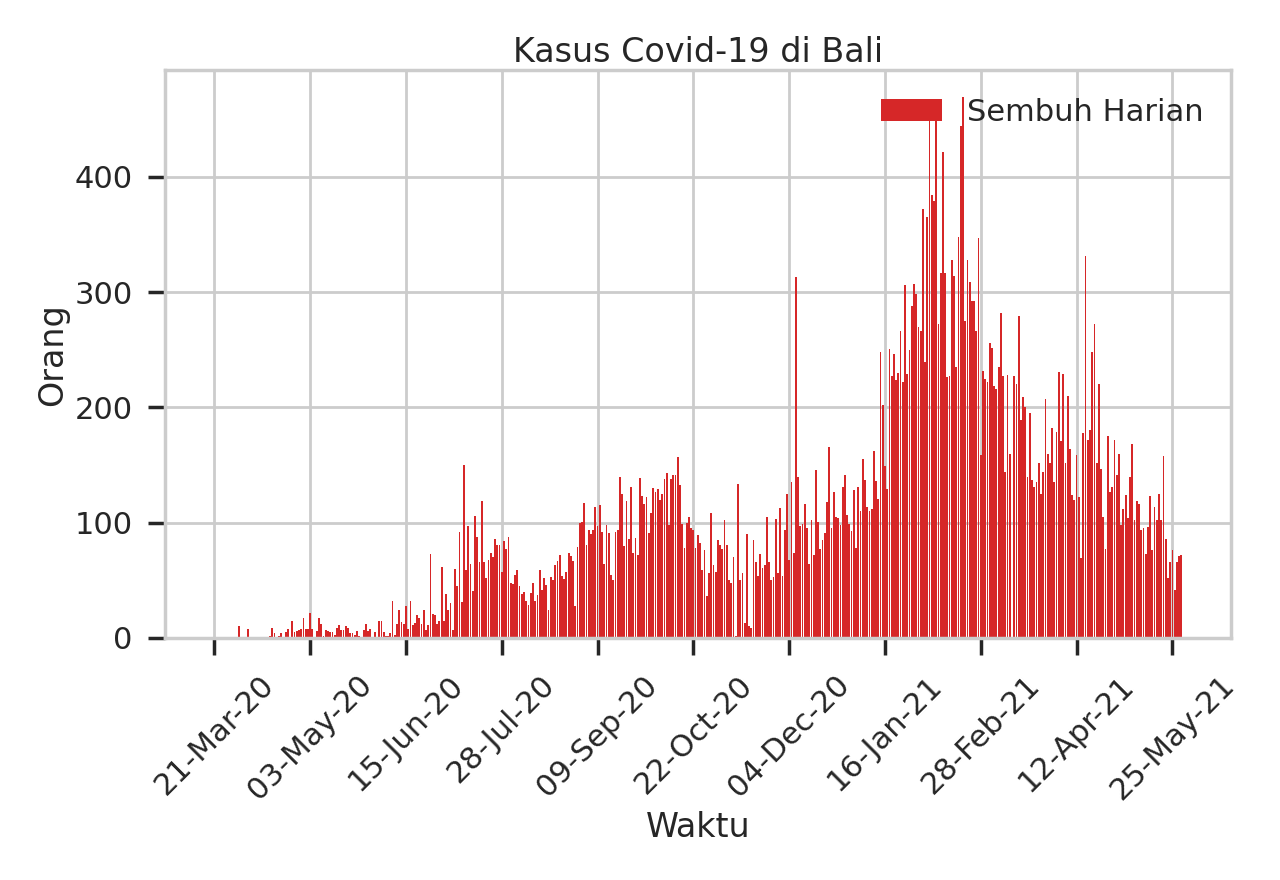 Kasus Covid-19 di Bali
Sembuh Harian
Orang
400
300
200
100
0
21-Mar-20
03-May-20
15-Jun-20
28-Jul-20
09-Sep-20
22-Oct-20
04-Dec-20
16-Jan-21
28-Feb-21
12-Apr-21
25-May-21
Waktu